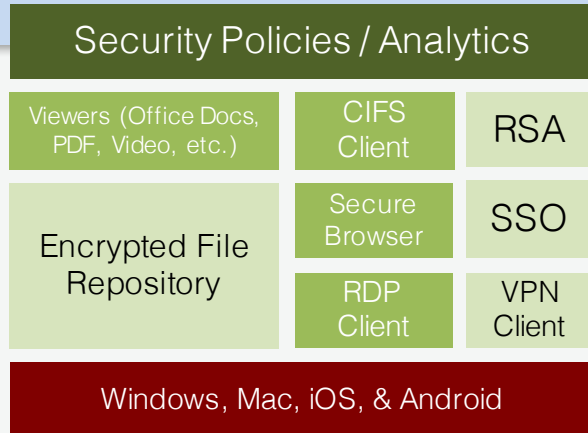 Security Policies / Analytics
Viewers (Office Docs,
PDF, Video, etc.)
CIFS
Client
RSA
Encrypted File
Repository
Secure
Browser
SSO
RDP
Client
VPN
Client
Windows, Mac, iOS, & Android